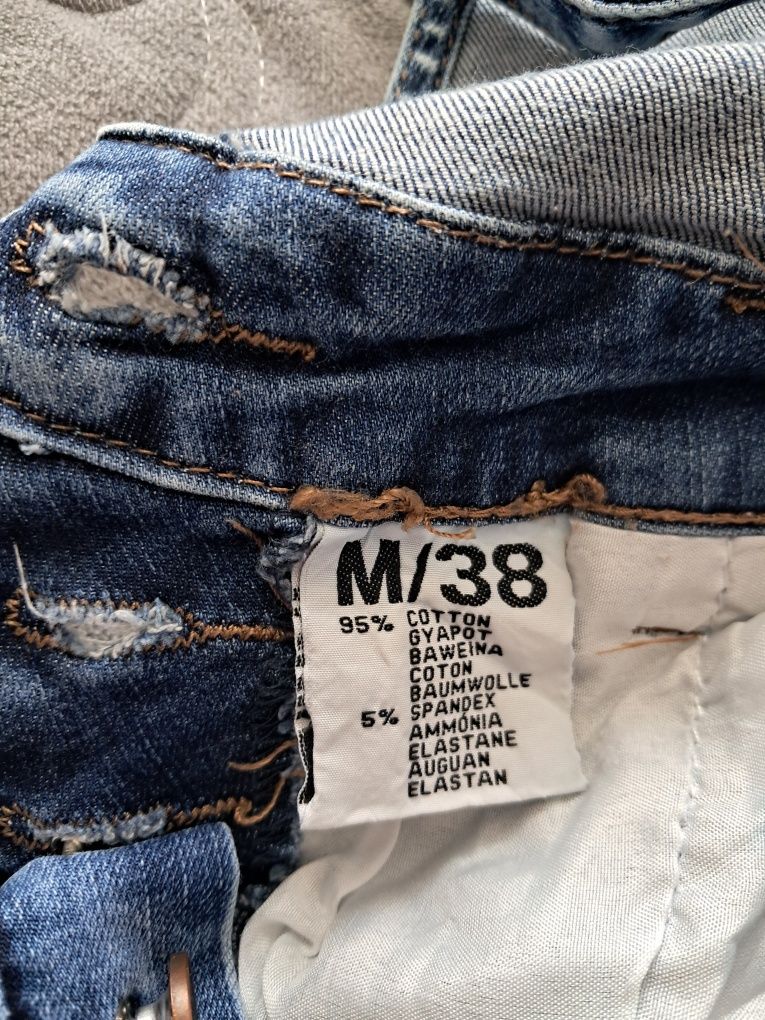 M/38
95% COTTON
GYAPOT
BAWEINA
COTON
BAUMWOLLE
5% SPANDEX
AMMÓNIA
ELASTANE
AUGUAN
ELASTAN